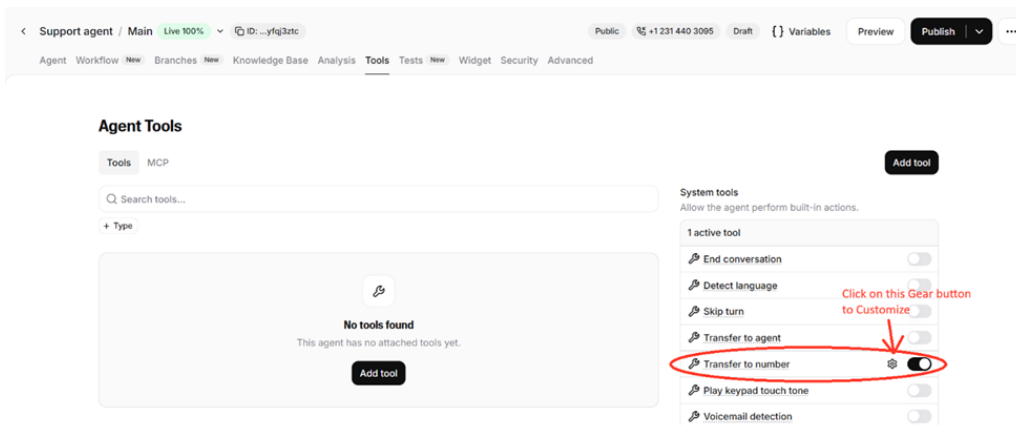 Support agent / Main Live 100% ID: ...yfqj3ztc Public +1 231 440 3095 Draft { } Variables Preview Publish
Agent Workflow New Branches New Knowledge Base Analysis Tools Tests New Widget Security Advanced
Agent Tools
Tools MCP
Add tool
Search tools...
+ Type
No tools found
This agent has no attached tools yet.
Add tool
System tools
Allow the agent perform built-in actions.
1 active tool
End conversation
Detect language
Click on this Gear button
to Customize
Skip turn
Transfer to agent
Transfer to number
Play keypad touch tone
Voicemail detection